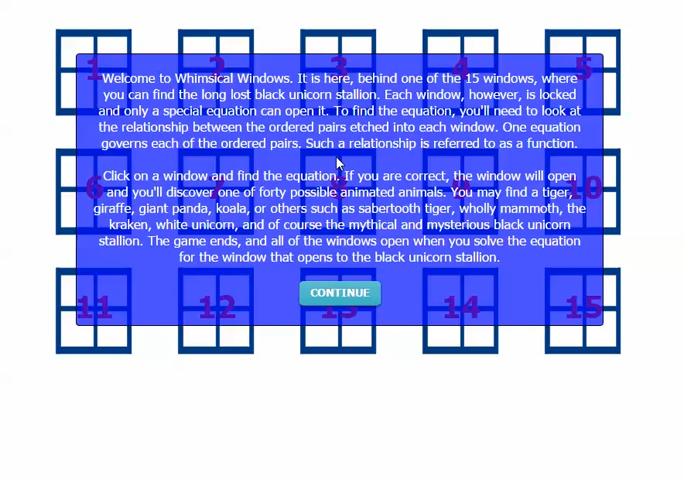 Welcome to Whimsical Windows. It is here, behind one of the 15 windows, where
you can find the long lost black unicorn stallion. Each window, however, is locked
and only a special equation can open it. To find the equation, you'll need to look at
the relationship between the ordered pairs etched into each window. One equation
governs each of the ordered pairs. Such a relationship is referred to as a function.
Click on a window and find the equation. If you are correct, the window will open
and you'll discover one of forty possible animated animals. You may find a tiger,
giraffe, giant panda, koala, or others such as sabertooth tiger, wholly mammoth, the
kraken, white unicorn, and of course the mythical and mysterious black unicorn
stallion. The game ends, and all of the windows open when you solve the equation
for the window that opens to the black unicorn stallion.
CONTINUE
1 2 3 4 5
6 7 8 9 10
11 12 13 14 15